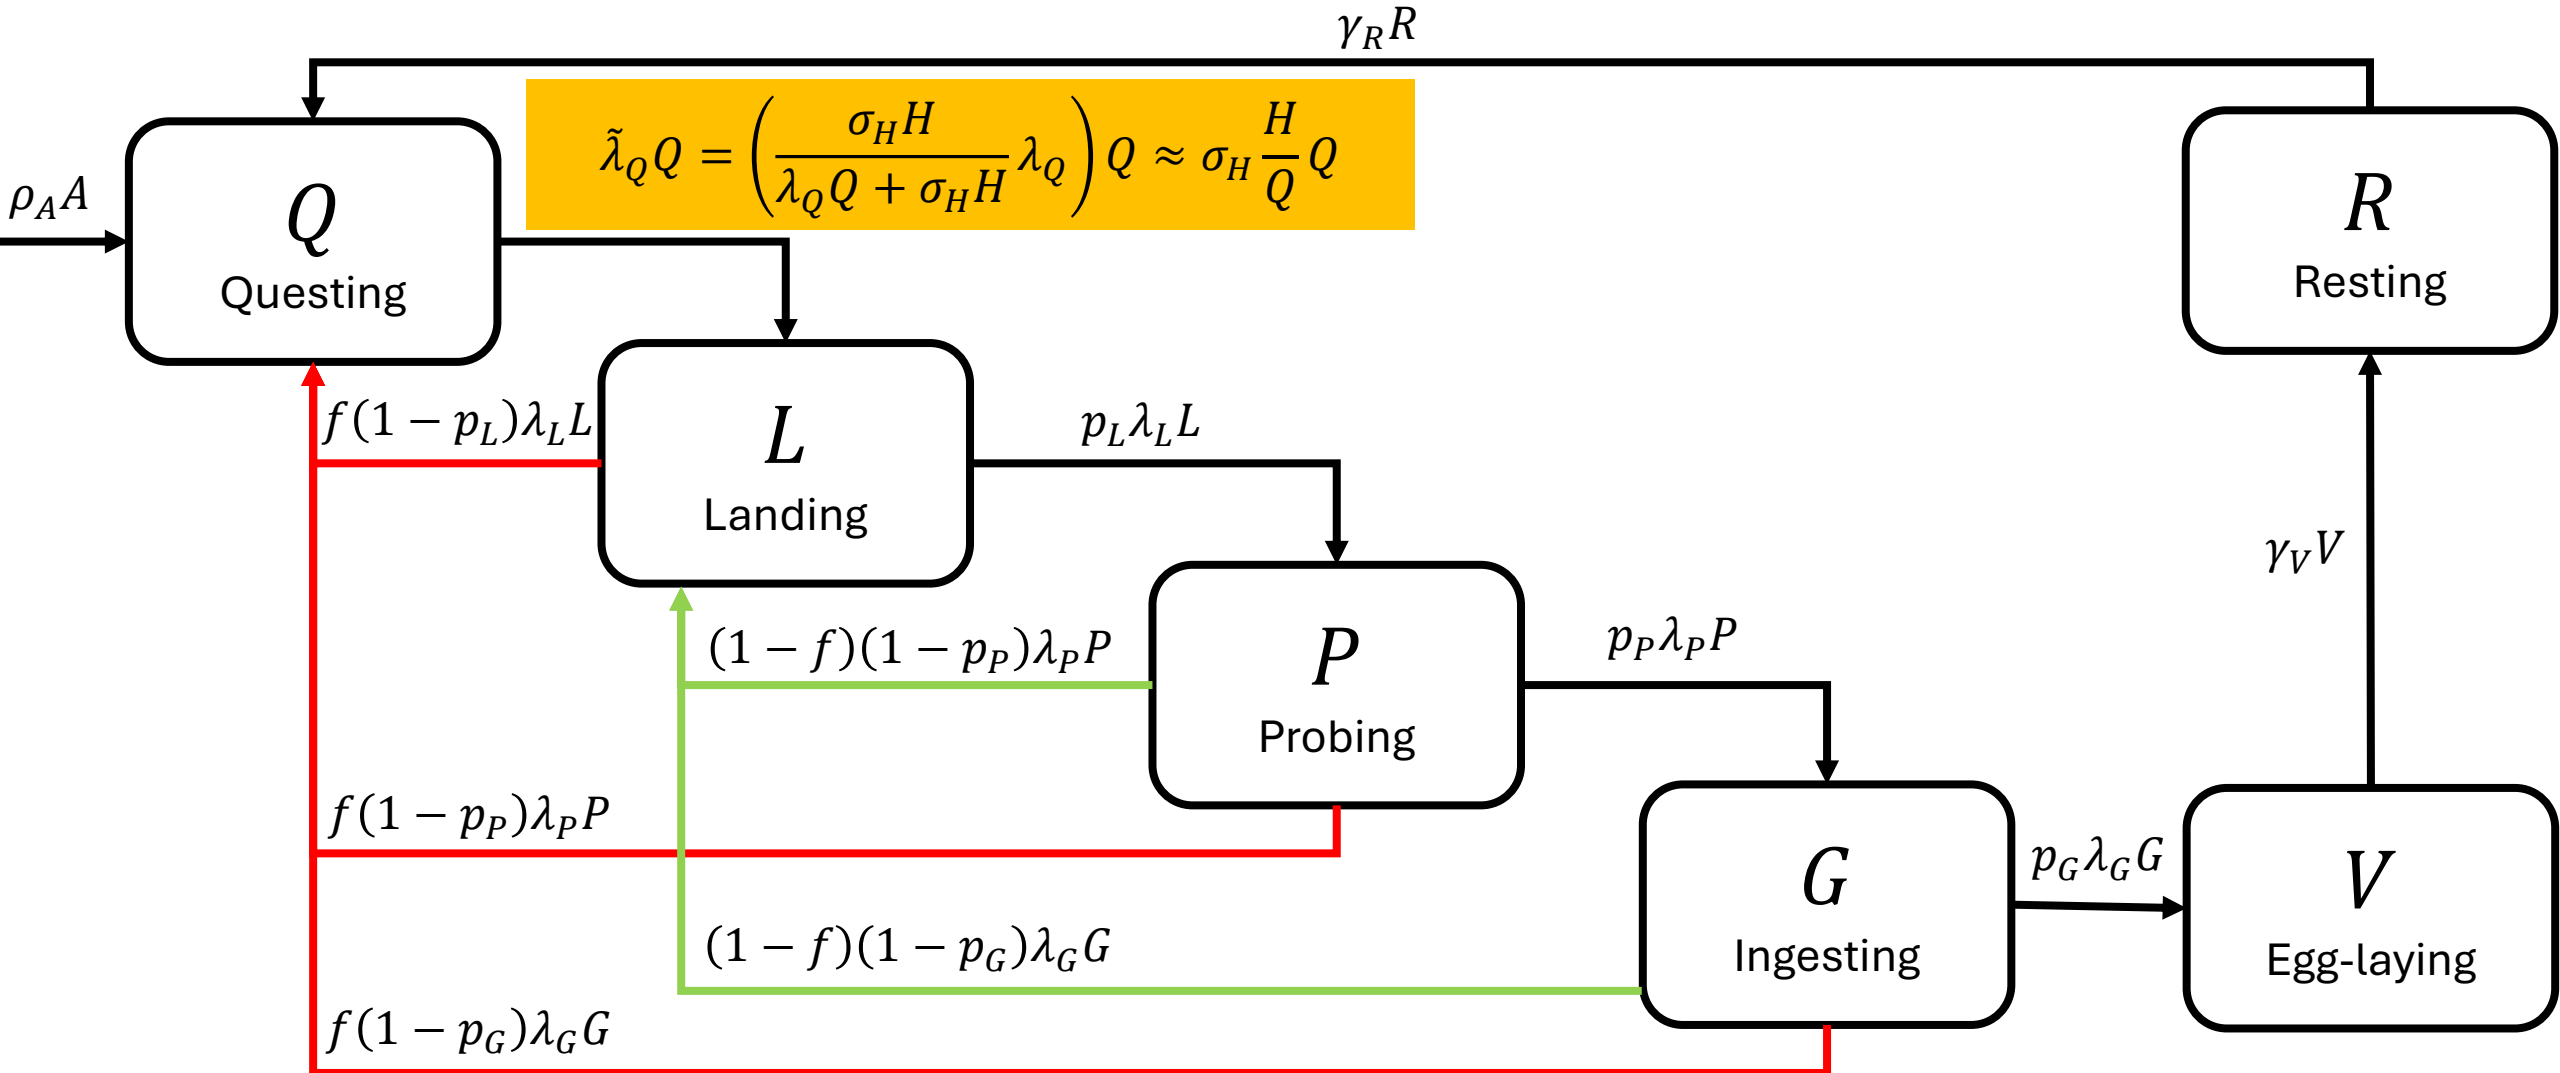 γ_R R
λ̃_Q Q = (σ_H H / (λ_Q Q + σ_H H) λ_Q) Q ≈ σ_H H/Q Q
ρ_A A
Q
Questing
R
Resting
f(1 − p_L)λ_L L
L
Landing
p_L λ_L L
γ_V V
(1 − f)(1 − p_P)λ_P P
P
Probing
p_P λ_P P
f(1 − p_P)λ_P P
G
Ingesting
p_G λ_G G
V
Egg-laying
(1 − f)(1 − p_G)λ_G G
f(1 − p_G)λ_G G